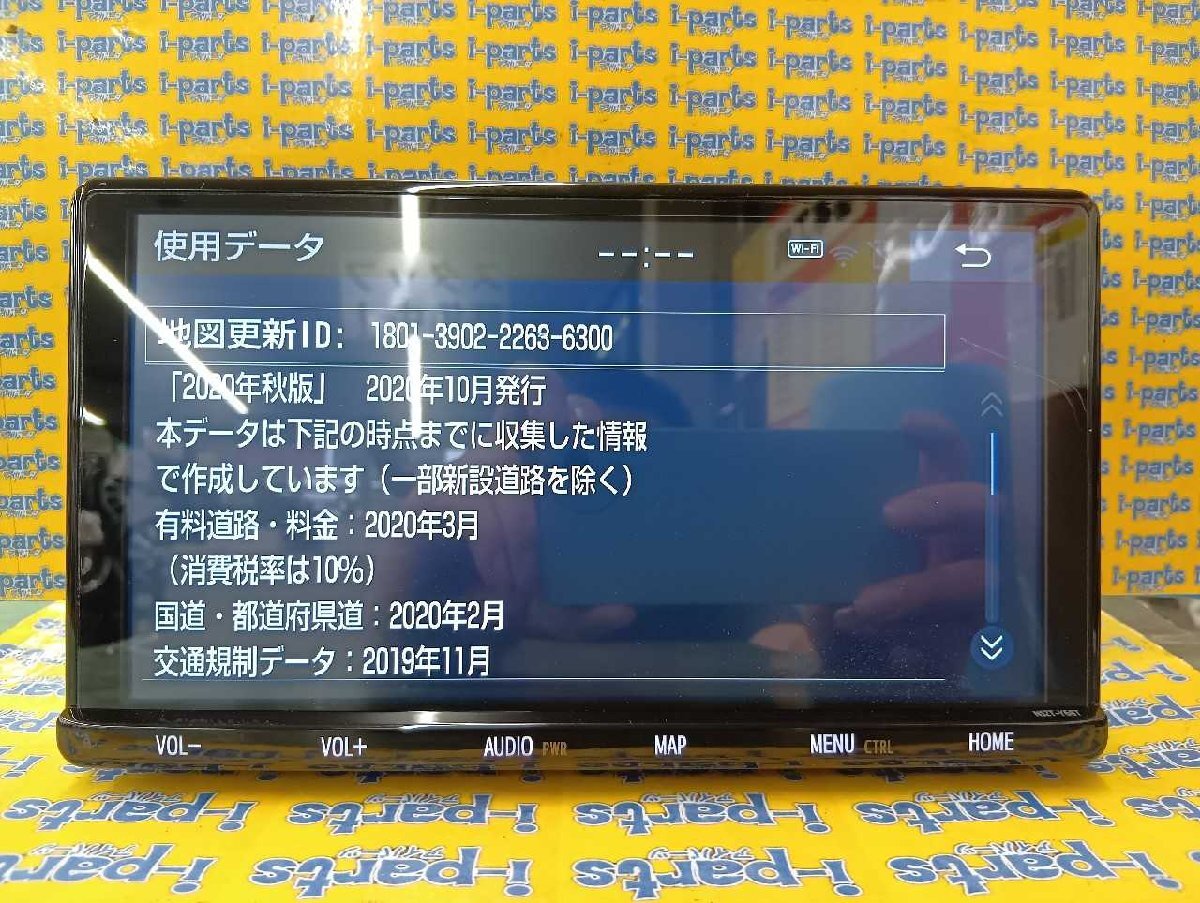 使用データ
--:--
Wi-Fi
地図更新ID: 1801-3902-2263-6300
「2020年秋版」 2020年10月発行
本データは下記の時点までに収集した情報
で作成しています（一部新設道路を除く）
有料道路・料金：2020年3月
（消費税率は10%）
国道・都道府県道：2020年2月
交通規制データ：2019年11月
VOL− VOL+ AUDIO PWR MAP MENU CTRL HOME
i-parts
アイパーツ